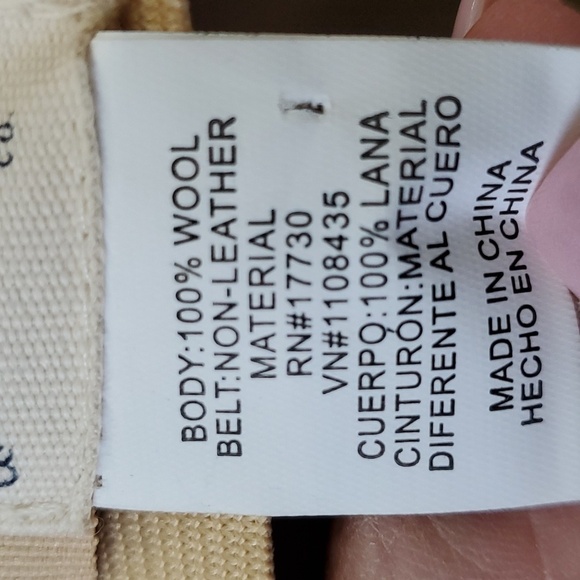 BODY:100% WOOL
BELT:NON-LEATHER
MATERIAL
RN#17730
VN#1108435
CUERPO:100% LANA
CINTURÓN:MATERIAL
DIFERENTE AL CUERO
MADE IN CHINA
HECHO EN CHINA